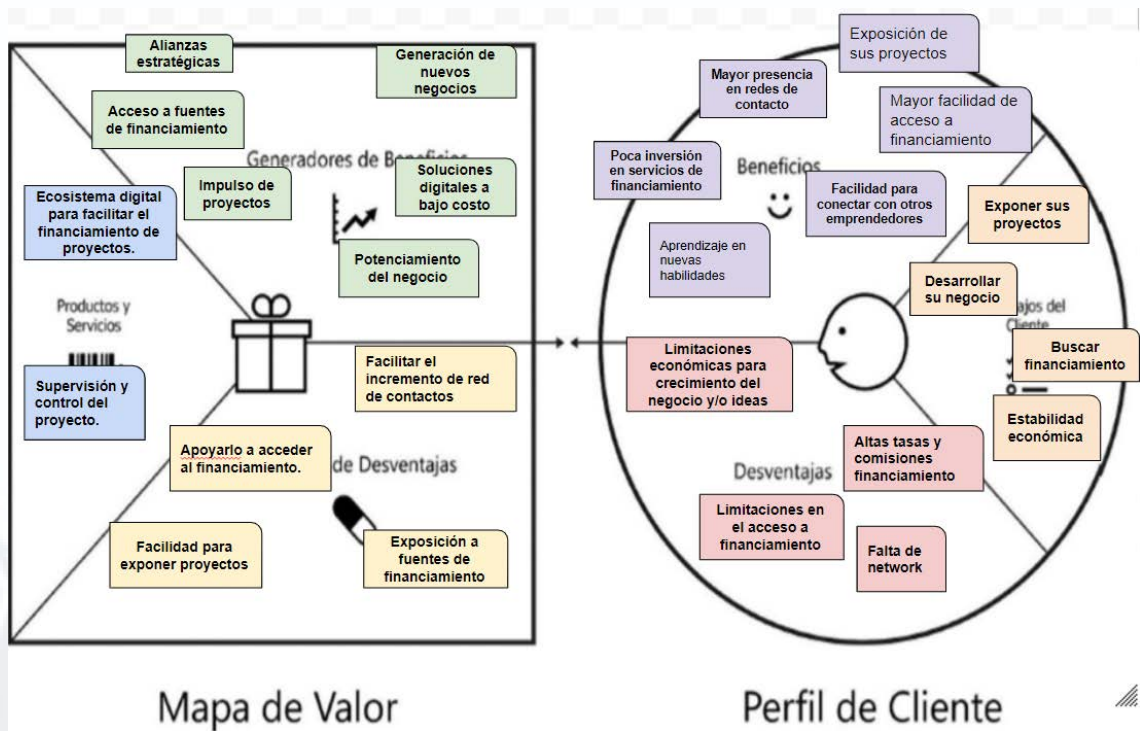 Alianzas
estratégicas
Generación de
nuevos
negocios
Acceso a fuentes
de financiamiento
Generadores de Beneficios
Impulso de
proyectos
Soluciones
digitales a
bajo costo
Ecosistema digital
para facilitar el
financiamiento de
proyectos.
Potenciamiento
del negocio
Productos y
Servicios
Supervisión y
control del
proyecto.
Facilitar el
incremento de red
de contactos
Apoyarlo a acceder
al financiamiento.
de Desventajas
Facilidad para
exponer proyectos
Exposición a
fuentes de
financiamiento
Mapa de Valor
Exposición de
sus proyectos
Mayor presencia
en redes de
contacto
Mayor facilidad de
acceso a
financiamiento
Poca inversión
en servicios de
financiamiento
Beneficios
Facilidad para
conectar con otros
emprendedores
Aprendizaje en
nuevas
habilidades
Exponer sus
proyectos
Desarrollar
su negocio
ajos del
Cliente
Buscar
financiamiento
Estabilidad
económica
Limitaciones
económicas para
crecimiento del
negocio y/o ideas
Altas tasas y
comisiones
financiamiento
Desventajas
Limitaciones en
el acceso a
financiamiento
Falta de
network
Perfil de Cliente